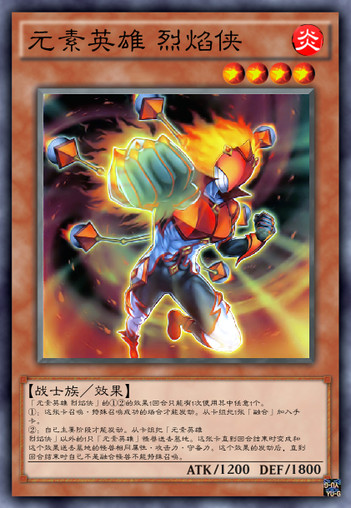 元素英雄 烈焰侠
炎
【战士族／效果】
「元素英雄 烈焰侠」的①②的效果1回合只能有1次使用其中任意1个。
①：这张卡召唤·特殊召唤成功的场合才能发动。从卡组把1张「融合」加入手
卡。
②：自己主要阶段才能发动。从卡组把「元素英雄
烈焰侠」以外的1只「元素英雄」怪兽送去墓地。这张卡直到回合结束时变成和
这个效果送去墓地的怪兽相同属性·攻击力·守备力。这个效果的发动后，直到
回合结束时自己不是融合怪兽不能特殊召唤。
ATK/1200 DEF/1800